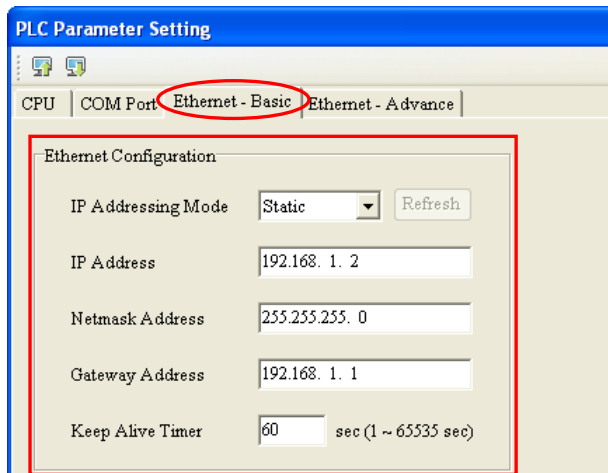 PLC Parameter Setting
CPU COM Port Ethernet - Basic Ethernet - Advance
Ethernet Configuration
IP Addressing Mode Static Refresh
IP Address 192.168. 1. 2
Netmask Address 255.255.255. 0
Gateway Address 192.168. 1. 1
Keep Alive Timer 60 sec (1 ~ 65535 sec)